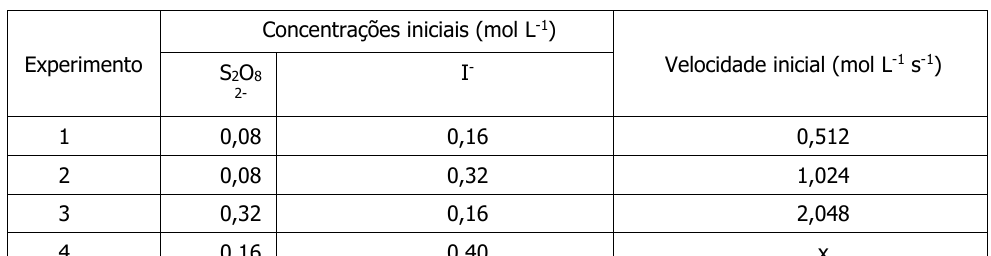 Experimento
Concentrações iniciais (mol L-1)
Velocidade inicial (mol L-1 s-1)
S2O8
2-
I-
1 0,08 0,16 0,512
2 0,08 0,32 1,024
3 0,32 0,16 2,048
4 0,16 0,40 x